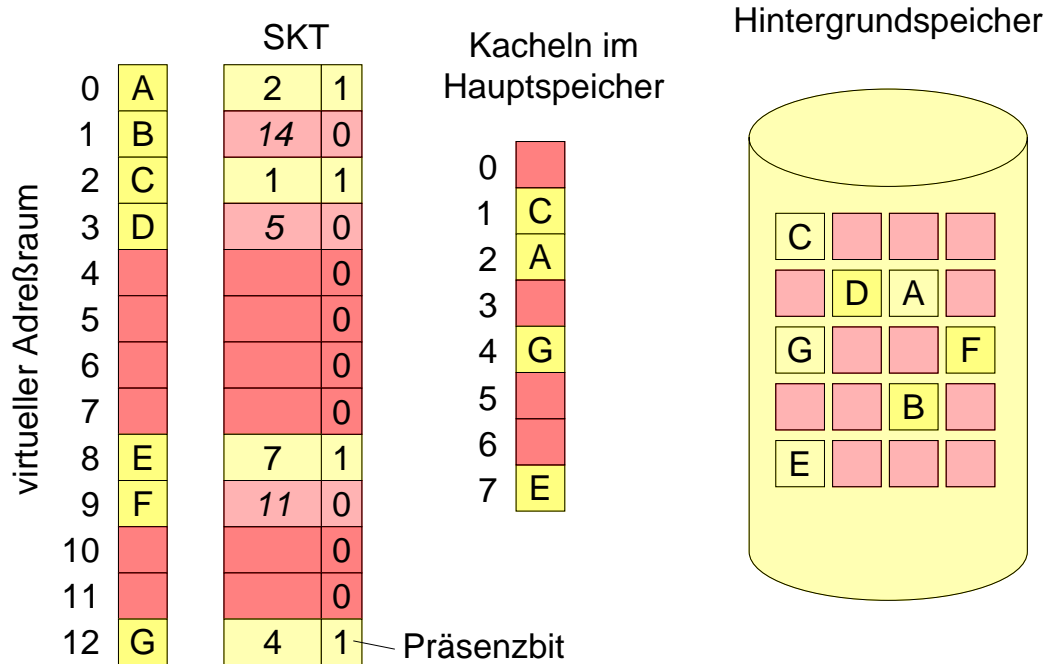 Hintergrundspeicher
SKT
Kacheln im
Hauptspeicher
virtueller Adreßraum
0 A 2 1
1 B 14 0
2 C 1 1
3 D 5 0
4 0
5 0
6 0
7 0
8 E 7 1
9 F 11 0
10 0
11 0
12 G 4 1
Präsenzbit
0
1 C
2 A
3
4 G
5
6
7 E
C
D A
G F
B
E